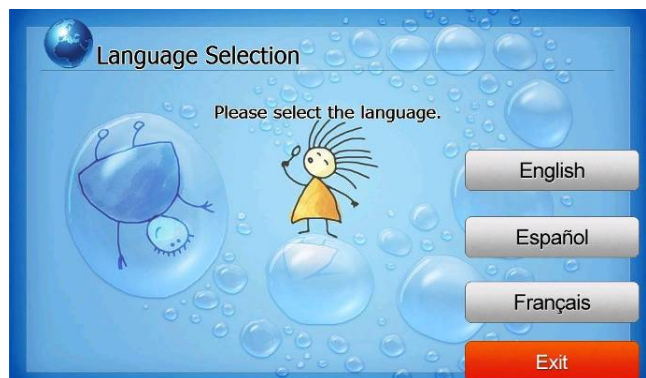 Language Selection
Please select the language.
English
Español
Français
Exit